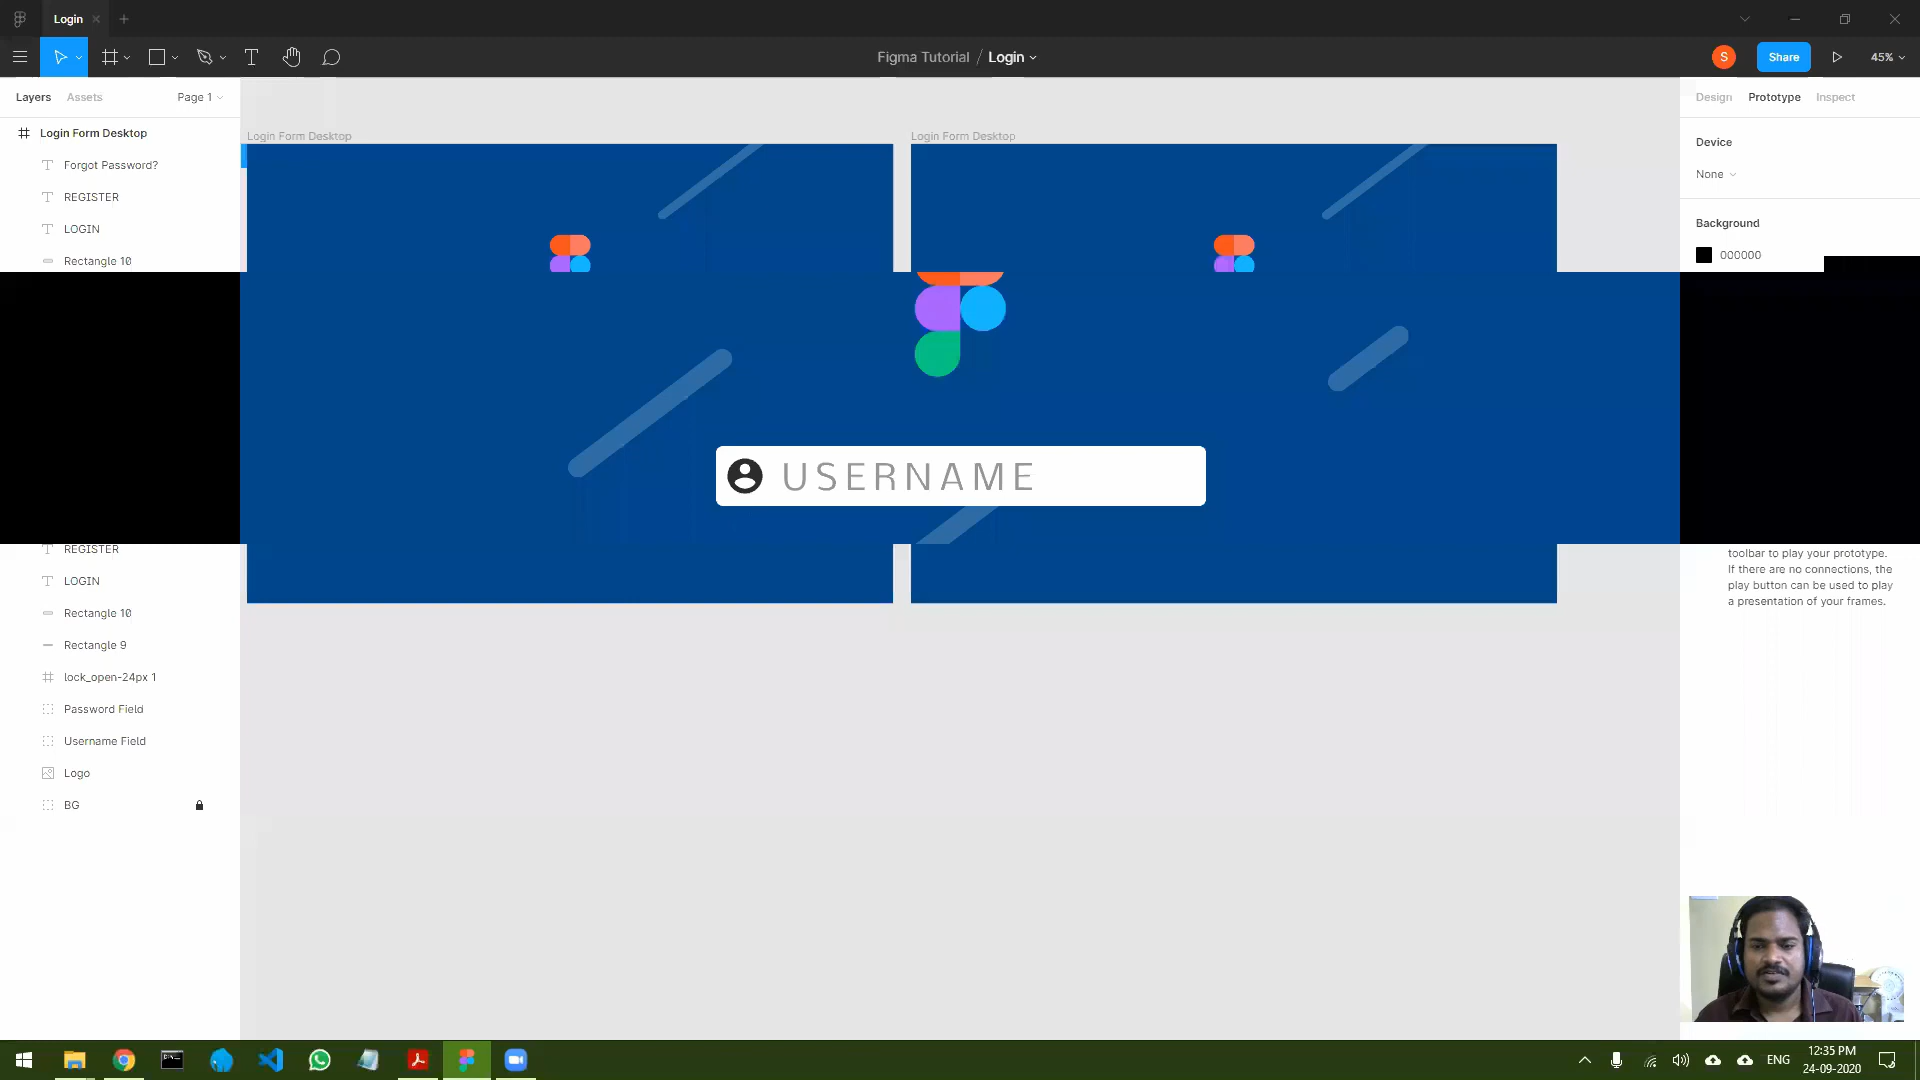 Login
Figma Tutorial / Login
S
Share
45%
Layers
Assets
Page 1
Design
Prototype
Inspect
Login Form Desktop
Forgot Password?
REGISTER
LOGIN
Rectangle 10
Login Form Desktop
Login Form Desktop
Device
None
Background
000000
USERNAME
REGISTER
LOGIN
Rectangle 10
Rectangle 9
lock_open-24px 1
Password Field
Username Field
Logo
BG
toolbar to play your prototype.
If there are no connections, the
play button can be used to play
a presentation of your frames.
ENG
12:35 PM
24-09-2020